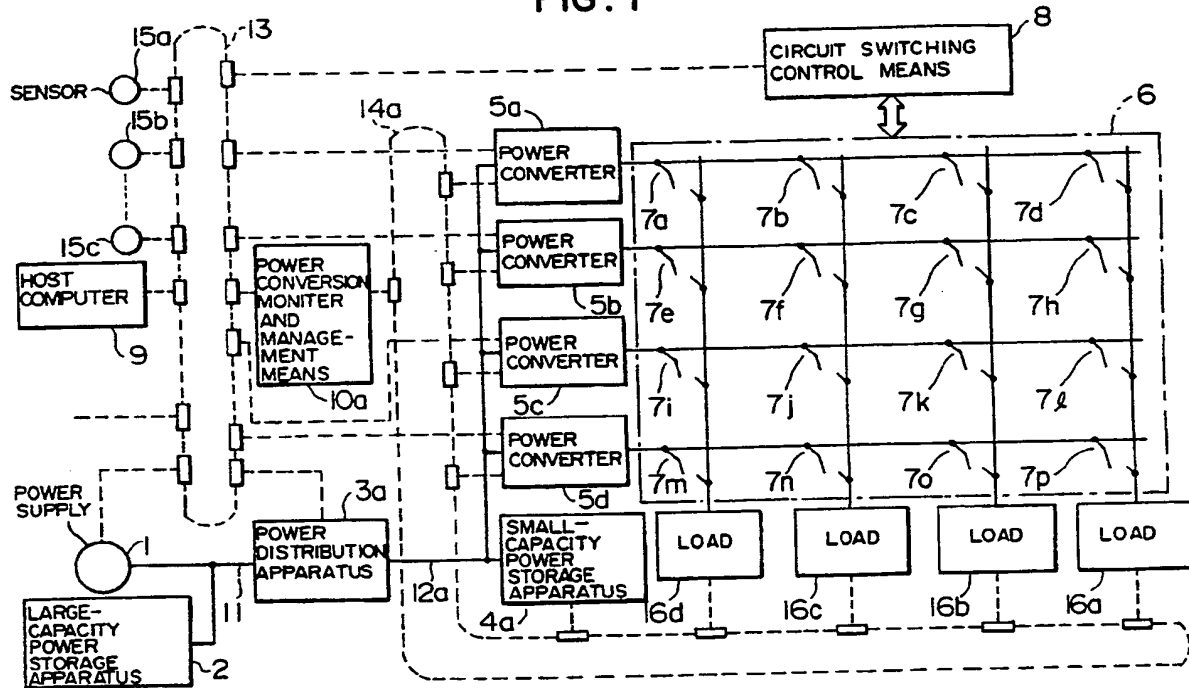 FIG. 1
15a
13
8
SENSOR
CIRCUIT SWITCHING
CONTROL MEANS
15b
14a
5a
6
POWER
CONVERTER
7a
7b
7c
7d
15c
HOST
COMPUTER
9
POWER
CONVERSION
MONITER
AND
MANAGE-
MENT
MEANS
10a
POWER
CONVERTER
5b
7e
7f
7g
7h
POWER
CONVERTER
5c
7i
7j
7k
7l
POWER
CONVERTER
5d
7m
7n
7o
7p
POWER
SUPPLY
1
3a
POWER
DISTRIBUTION
APPARATUS
11
12a
SMALL-
CAPACITY
POWER
STORAGE
APPARATUS
4a
LOAD
LOAD
LOAD
LOAD
16d
16c
16b
16a
LARGE-
CAPACITY
POWER
STORAGE
APPARATUS
2